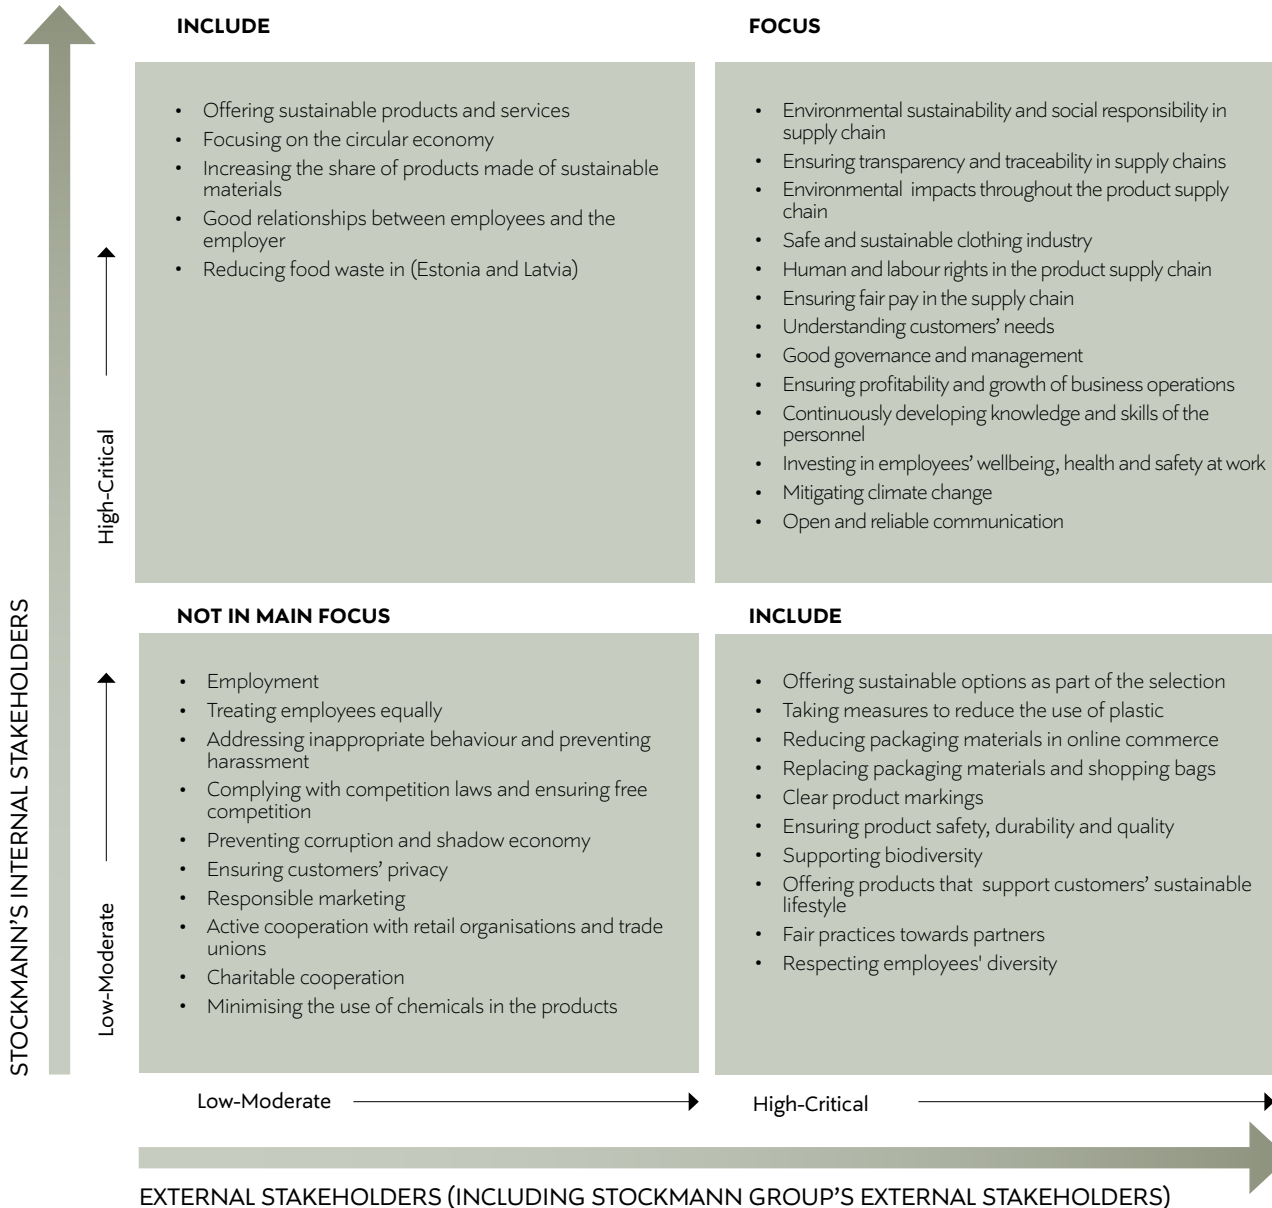 INCLUDE
• Offering sustainable products and services
• Focusing on the circular economy
• Increasing the share of products made of sustainable
materials
• Good relationships between employees and the
employer
• Reducing food waste in (Estonia and Latvia)
FOCUS
• Environmental sustainability and social responsibility in
supply chain
• Ensuring transparency and traceability in supply chains
• Environmental  impacts throughout the product supply
chain
• Safe and sustainable clothing industry
• Human and labour rights in the product supply chain
• Ensuring fair pay in the supply chain
• Understanding customers’ needs
• Good governance and management
• Ensuring profitability and growth of business operations
• Continuously developing knowledge and skills of the
personnel
• Investing in employees’ wellbeing, health and safety at work
• Mitigating climate change
• Open and reliable communication
High-Critical
NOT IN MAIN FOCUS
• Employment
• Treating employees equally
• Addressing inappropriate behaviour and preventing
harassment
• Complying with competition laws and ensuring free
competition
• Preventing corruption and shadow economy
• Ensuring customers’ privacy
• Responsible marketing
• Active cooperation with retail organisations and trade
unions
• Charitable cooperation
• Minimising the use of chemicals in the products
INCLUDE
• Offering sustainable options as part of the selection
• Taking measures to reduce the use of plastic
• Reducing packaging materials in online commerce
• Replacing packaging materials and shopping bags
• Clear product markings
• Ensuring product safety, durability and quality
• Supporting biodiversity
• Offering products that  support customers’ sustainable
lifestyle
• Fair practices towards partners
• Respecting employees' diversity
Low-Moderate
STOCKMANN’S INTERNAL STAKEHOLDERS
Low-Moderate
High-Critical
EXTERNAL STAKEHOLDERS (INCLUDING STOCKMANN GROUP’S EXTERNAL STAKEHOLDERS)